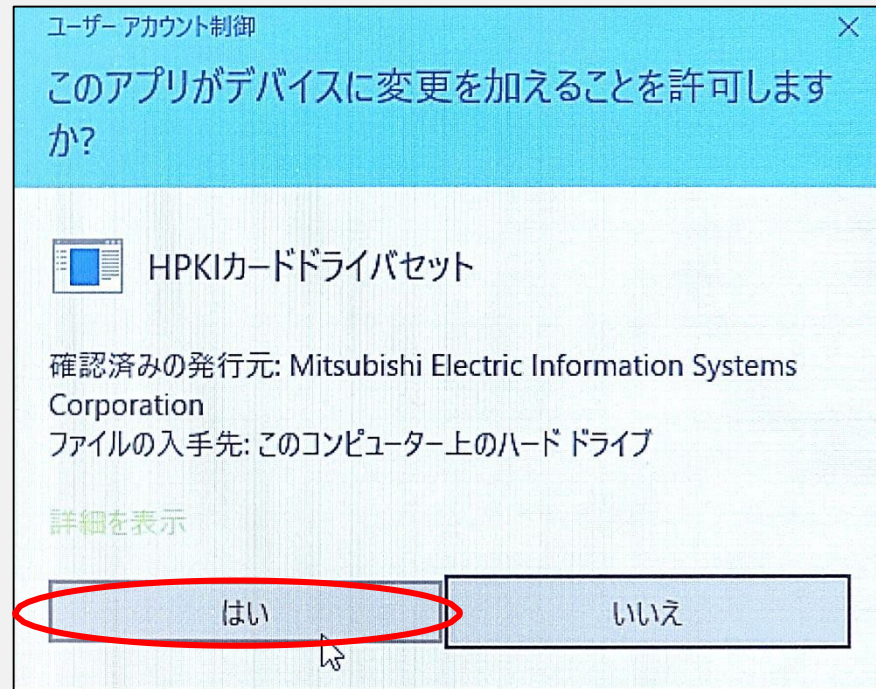 ユーザー アカウント制御
このアプリがデバイスに変更を加えることを許可します
か?
HPKIカードドライバセット
確認済みの発行元: Mitsubishi Electric Information Systems
Corporation
ファイルの入手先: このコンピューター上のハード ドライブ
詳細を表示
はい
いいえ